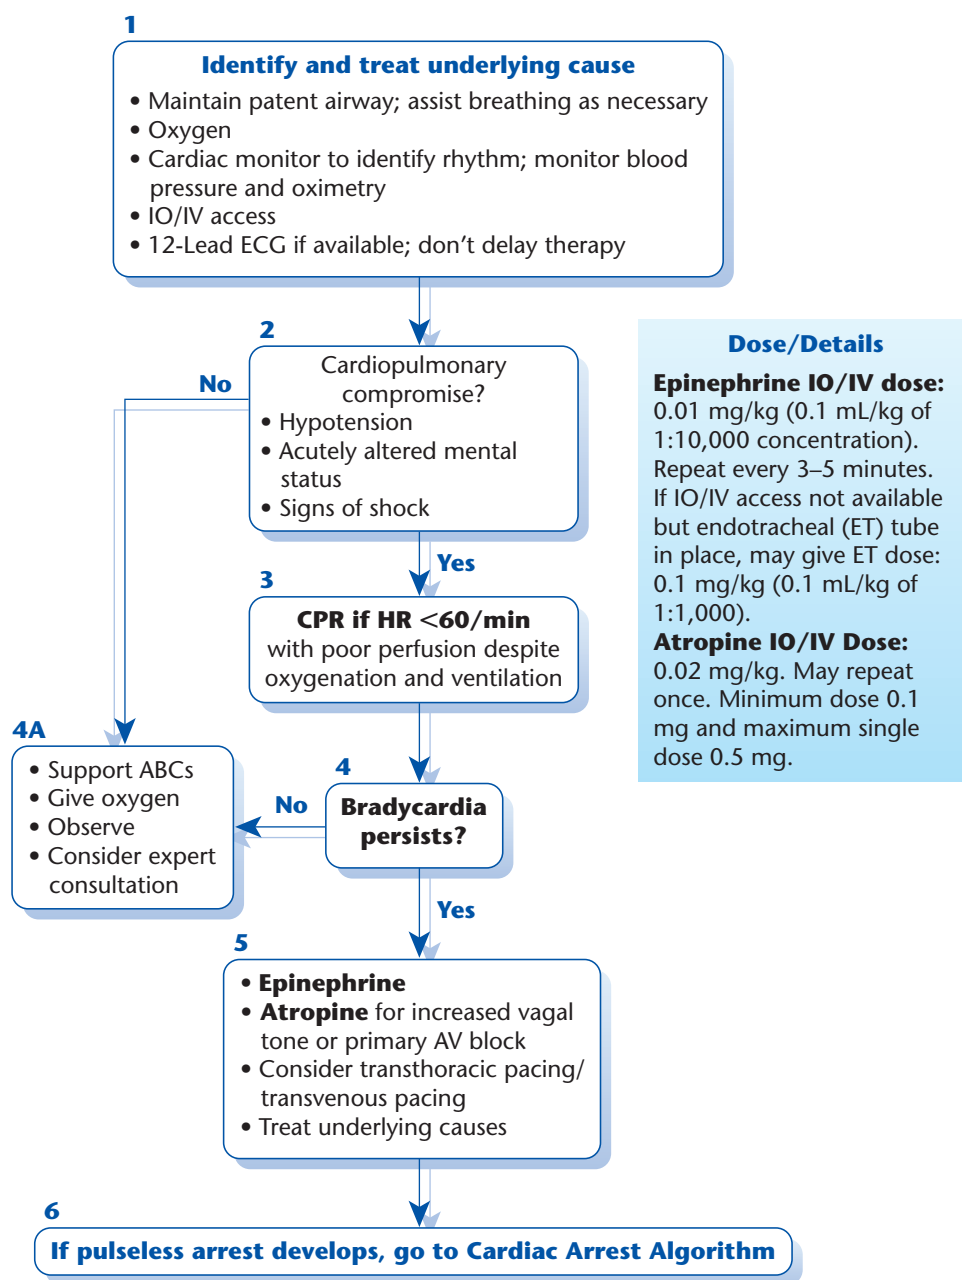 1
Identify and treat underlying cause
• Maintain patent airway; assist breathing as necessary
• Oxygen
• Cardiac monitor to identify rhythm; monitor blood
pressure and oximetry
• IO/IV access
• 12-Lead ECG if available; don’t delay therapy
2
Cardiopulmonary
compromise?
• Hypotension
• Acutely altered mental
status
• Signs of shock
No
Yes
3
CPR if HR <60/min
with poor perfusion despite
oxygenation and ventilation
4A
• Support ABCs
• Give oxygen
• Observe
• Consider expert
consultation
4
Bradycardia
persists?
No
Yes
5
• Epinephrine
• Atropine for increased vagal
tone or primary AV block
• Consider transthoracic pacing/
transvenous pacing
• Treat underlying causes
6
If pulseless arrest develops, go to Cardiac Arrest Algorithm
Dose/Details
Epinephrine IO/IV dose:
0.01 mg/kg (0.1 mL/kg of
1:10,000 concentration).
Repeat every 3–5 minutes.
If IO/IV access not available
but endotracheal (ET) tube
in place, may give ET dose:
0.1 mg/kg (0.1 mL/kg of
1:1,000).
Atropine IO/IV Dose:
0.02 mg/kg. May repeat
once. Minimum dose 0.1
mg and maximum single
dose 0.5 mg.